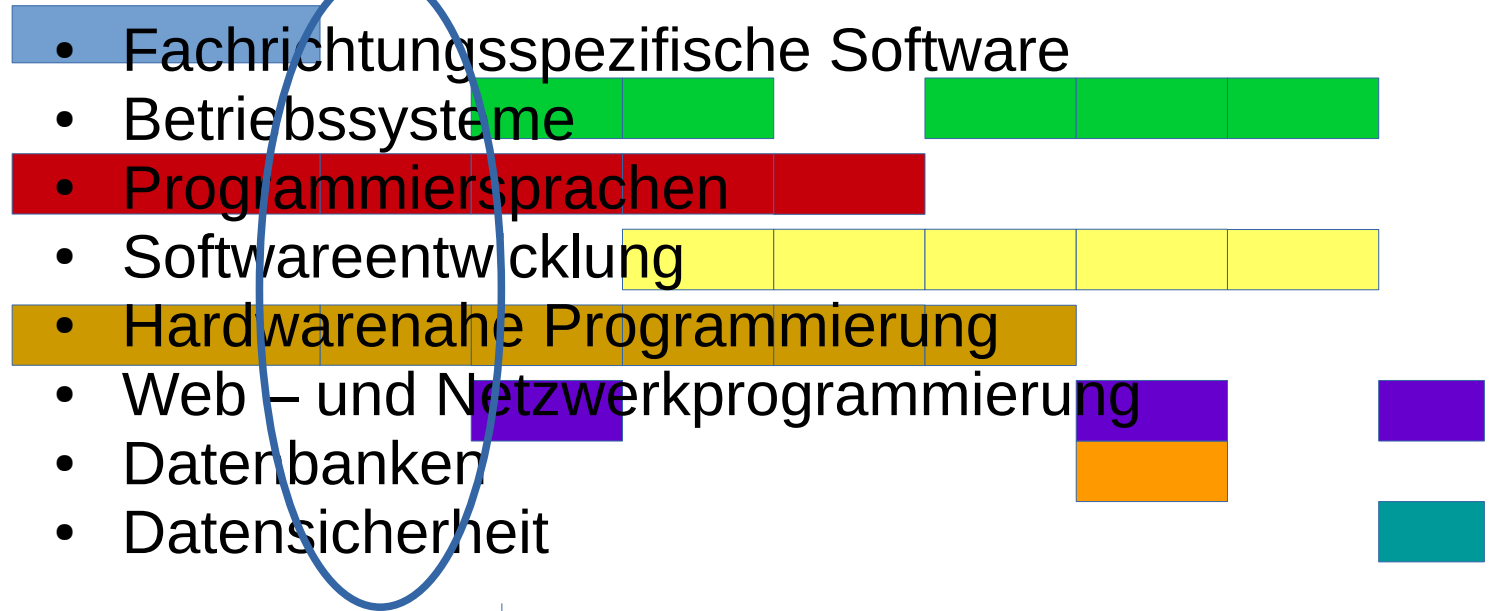 • Fachrichtungsspezifische Software
• Betriebssysteme
• Programmiersprachen
• Softwareentwicklung
• Hardwarenahe Programmierung
• Web – und Netzwerkprogrammierung
• Datenbanken
• Datensicherheit